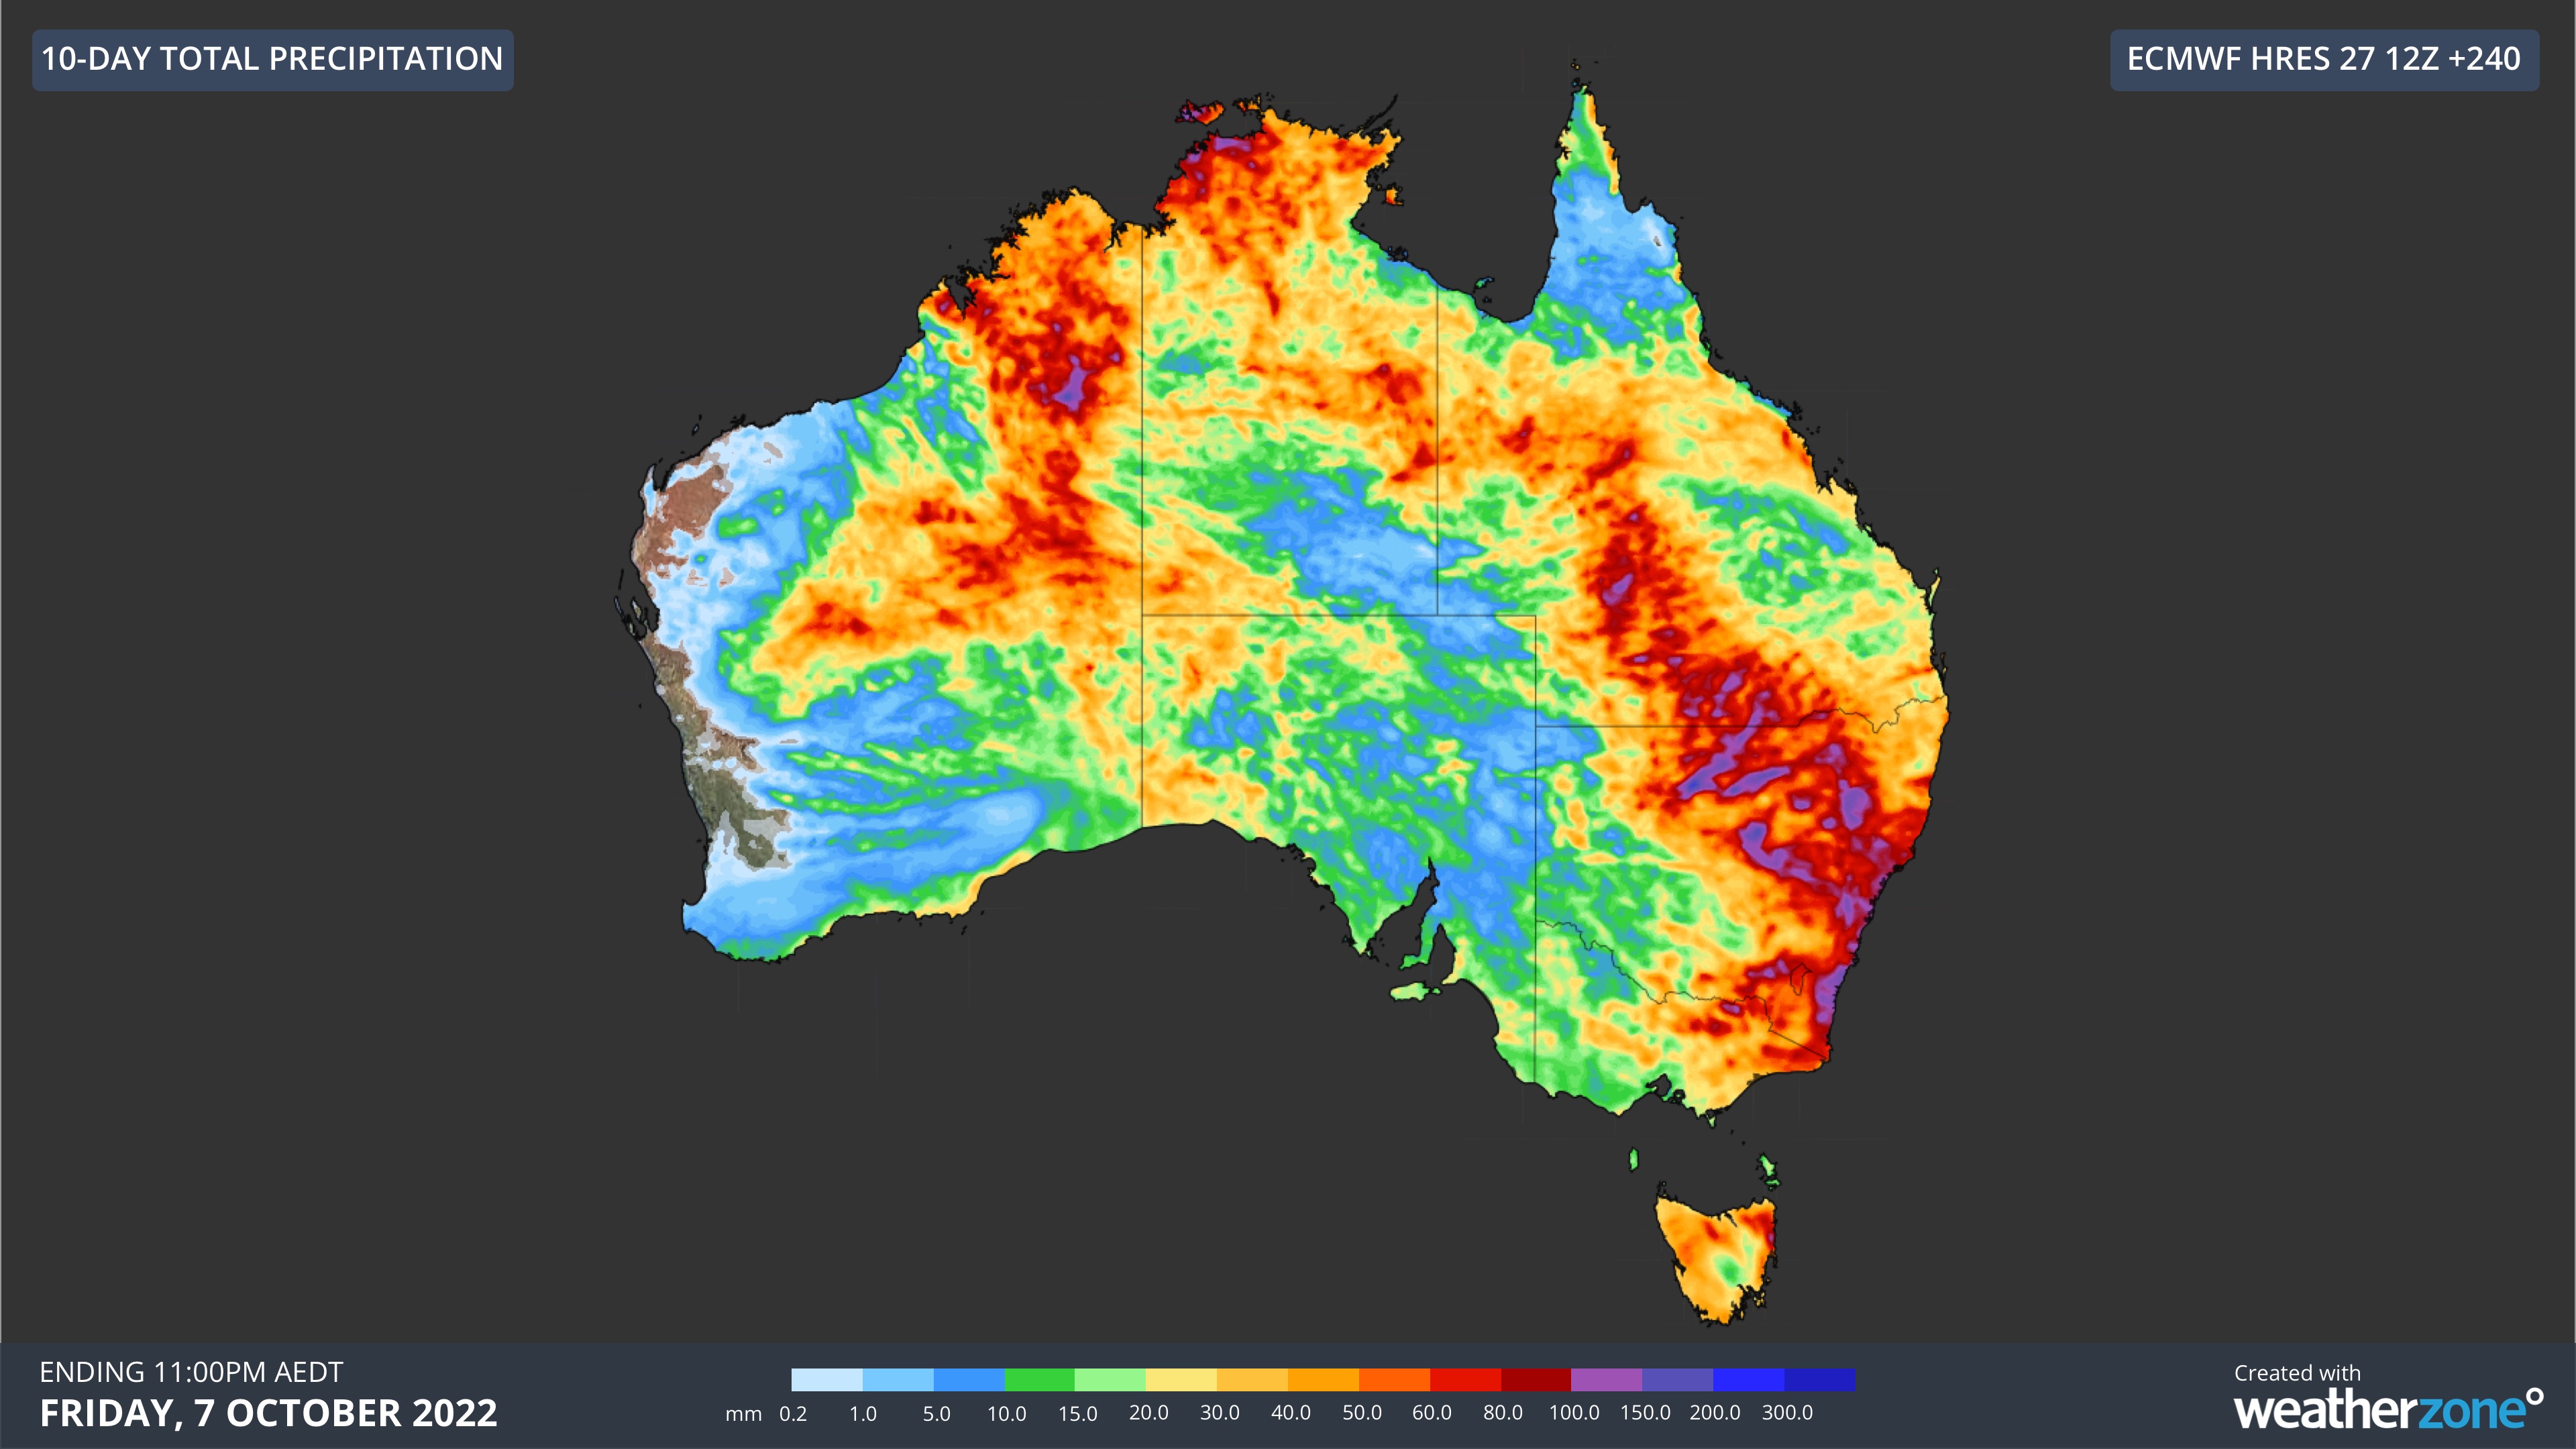 10-DAY TOTAL PRECIPITATION
ECMWF HRES 27 12Z +240
ENDING 11:00PM AEDT
FRIDAY, 7 OCTOBER 2022
mm 0.2 1.0 5.0 10.0 15.0 20.0 30.0 40.0 50.0 60.0 80.0 100.0 150.0 200.0 300.0
Created with
weatherzone°